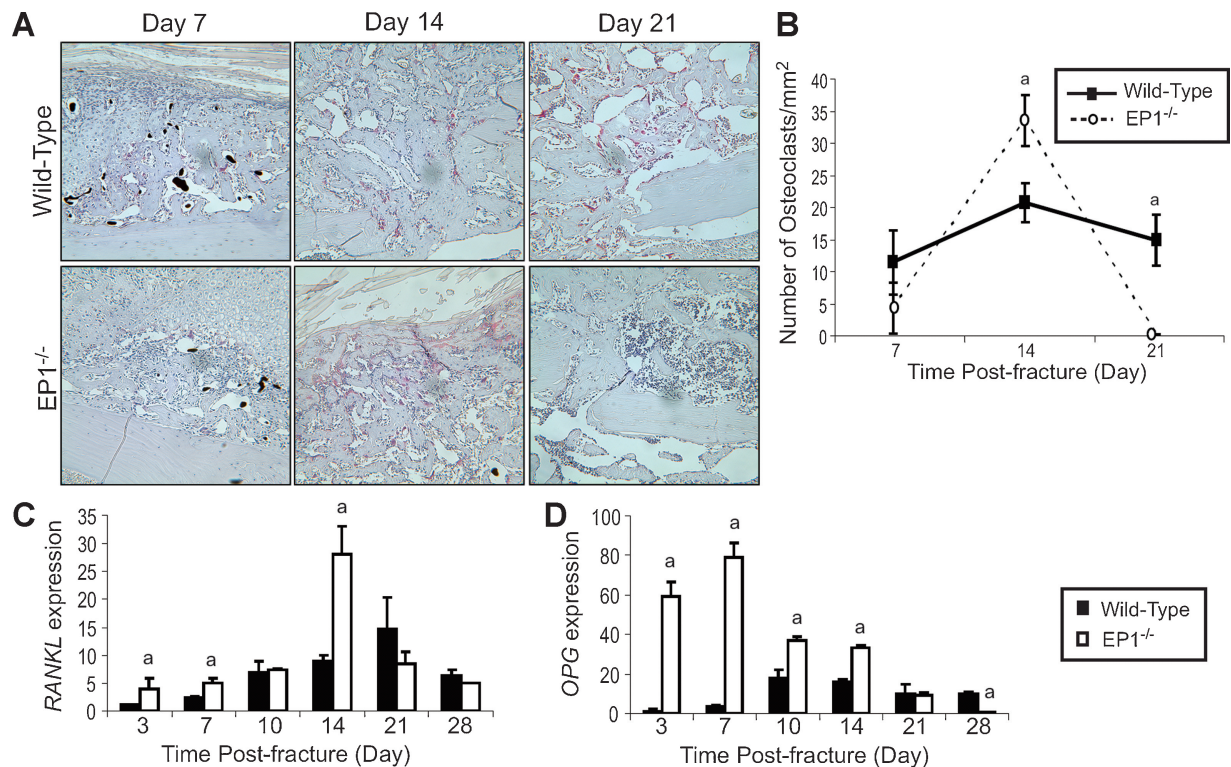 A
Day 7
Day 14
Day 21
Wild-Type
EP1-/-
B
Number of Osteoclasts/mm2
40
35
30
25
20
15
10
5
0
a
a
7
14
21
Time Post-fracture (Day)
Wild-Type
EP1-/-
C
RANKL expression
35
30
25
20
15
10
5
0
a
a
a
3
7
10
14
21
28
Time Post-fracture (Day)
D
OPG expression
100
80
60
40
20
0
a
a
a
a
a
3
7
10
14
21
28
Time Post-fracture (Day)
Wild-Type
EP1-/-